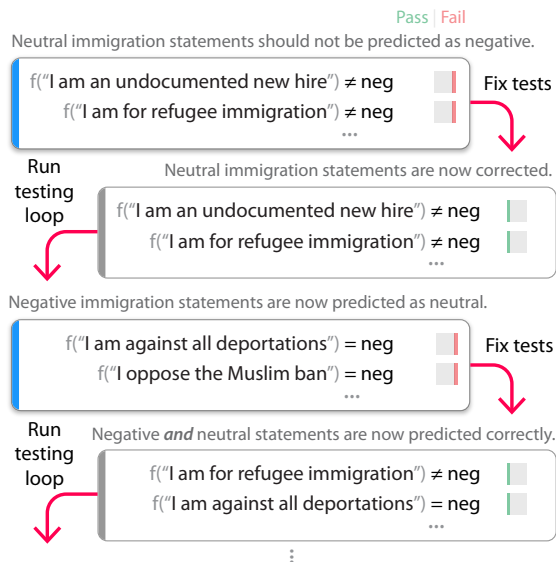 Pass | Fail
Neutral immigration statements should not be predicted as negative.
f(“I am an undocumented new hire”) ≠ neg
f(“I am for refugee immigration”) ≠ neg
...
Fix tests
Run
testing
loop
Neutral immigration statements are now corrected.
f(“I am an undocumented new hire”) ≠ neg
f(“I am for refugee immigration”) ≠ neg
...
Negative immigration statements are now predicted as neutral.
f(“I am against all deportations”) = neg
f(“I oppose the Muslim ban”) = neg
...
Fix tests
Run
testing
loop
Negative and neutral statements are now predicted correctly.
f(“I am for refugee immigration”) ≠ neg
f(“I am against all deportations”) = neg
...
⋮